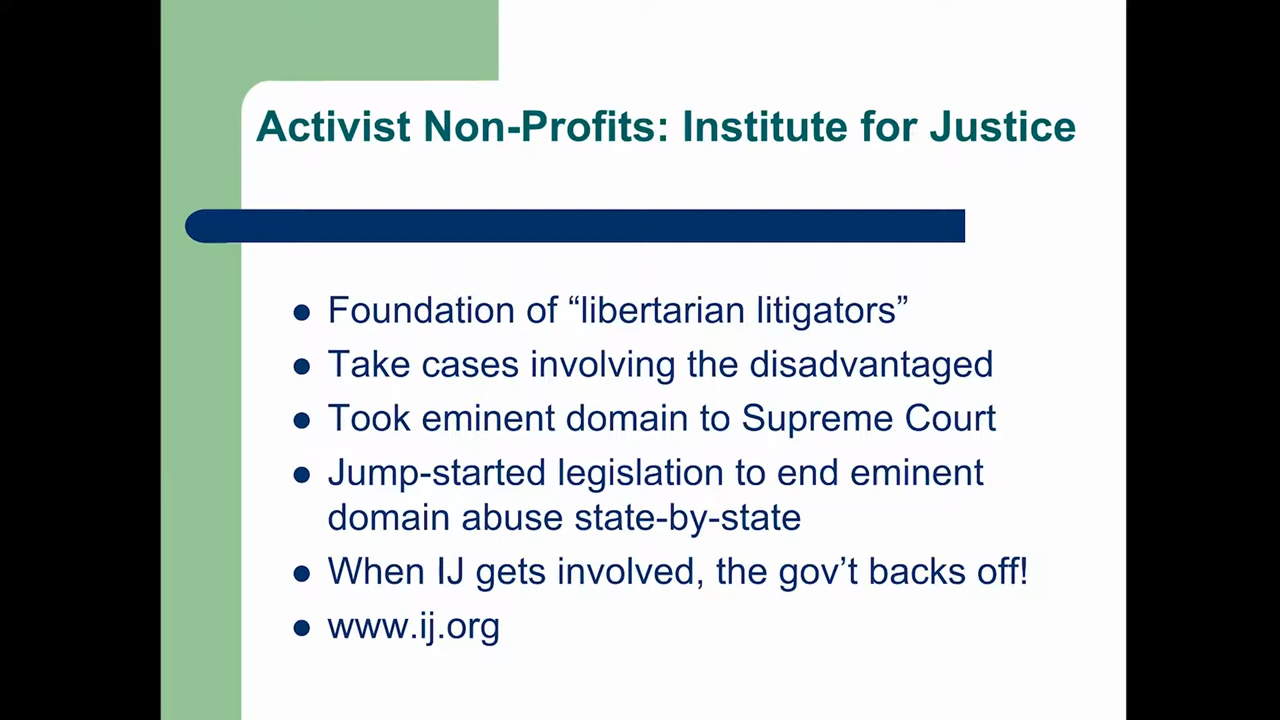 Activist Non-Profits: Institute for Justice
● Foundation of “libertarian litigators”
● Take cases involving the disadvantaged
● Took eminent domain to Supreme Court
● Jump-started legislation to end eminent
domain abuse state-by-state
● When IJ gets involved, the gov’t backs off!
● www.ij.org